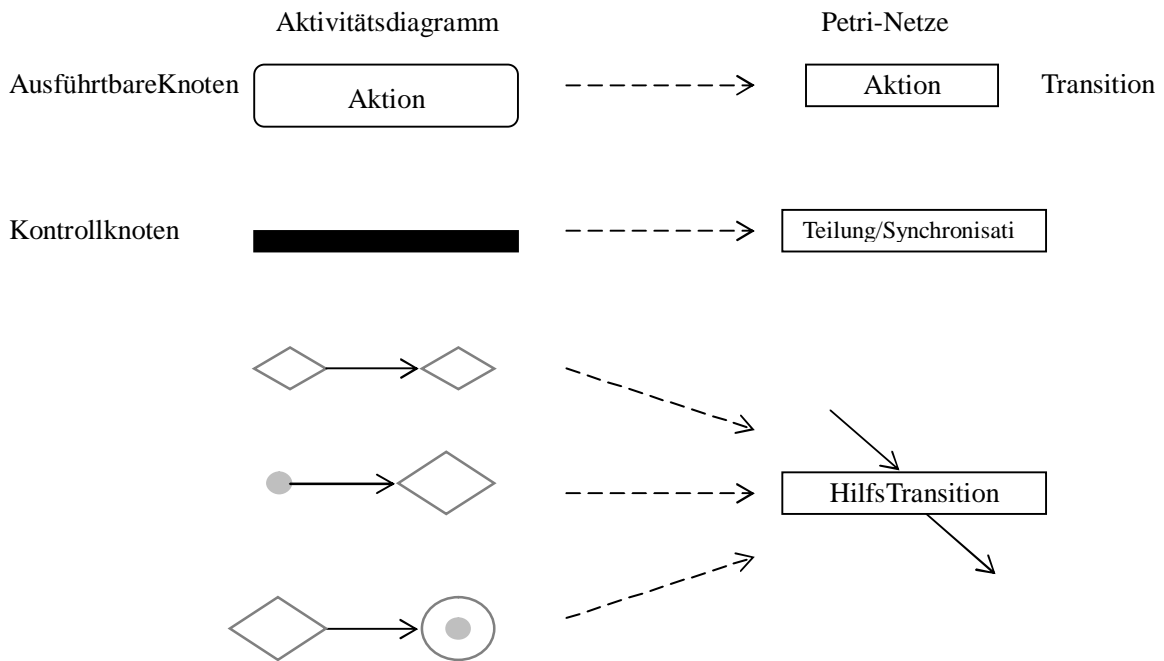 Aktivitätsdiagramm Petri-Netze
AusführtbareKnoten Aktion Aktion Transition
Kontrollknoten Teilung/Synchronisati
HilfsTransition